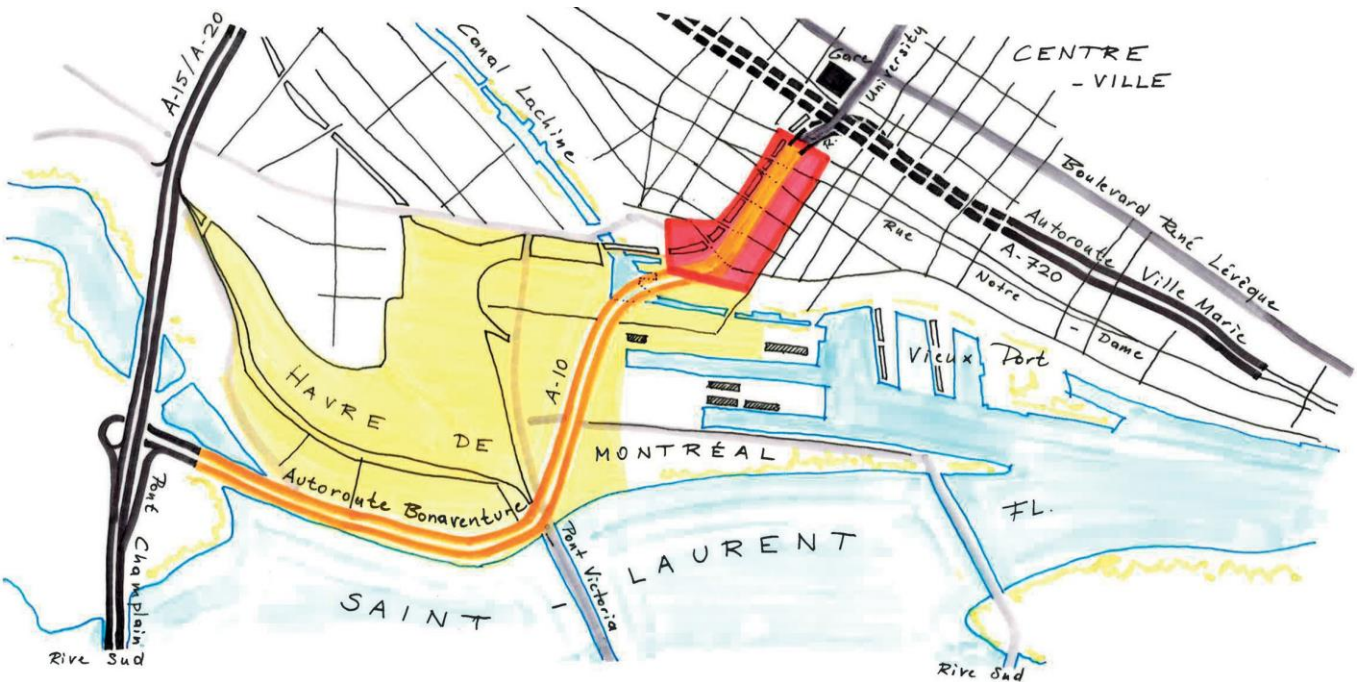 A-15/A-20
Canal Lachine
Gare
R. University
CENTRE
- VILLE
Boulevard René Lévèque
Autoroute Ville Marie
A-720
Rue Notre-Dame
Vieux Port
HAVRE DE MONTRÉAL
A-10
Autoroute Bonaventure
Pont Champlain
Pont Victoria
FL. SAINT - LAURENT
Rive Sud
Rive Sud